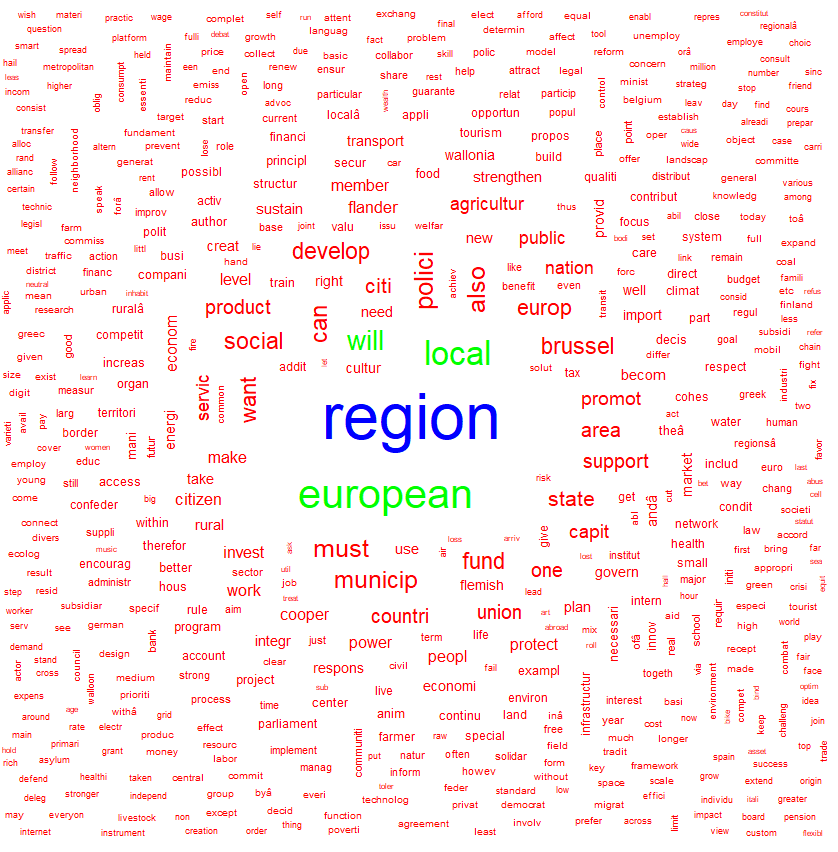 wish materi practic wage complet self run attent exchang elect afford equal enabl repres constitut
question platform held fulli debat growth languag fact problem final determin affect tool unemploy regionalâ
smart spread maintain price collect due basic collabor skill polic model reform orâ employe choic
hail metropolitan een end renew ensur share rest help attract legal concern million consult
leas essenti emiss open long particular guarante relat particip control minist strateg number sinc
incom higher oblig consumpt reduc advoc wealth opportun popul belgium leav stop friend
consist target start current localâ appli place point establish day find cours
transfer neighborhood fundament lose role financi transport tourism propos oper caus alreadi prepar
alloc altern prevent principl secur car wallonia build offer wide object case carri
rand follow generat possibl food landscap committe
allianc speak rent structur member strengthen qualiti distribut general various
certain allow activ sustain flander agricultur thus provid contribut knowledg among
technic forâ improv author base joint valu issu welfar public focus abil close today toâ
legisl farm polit creat lie new bodi set system full expand
meet commiss littl busi hand develop polici also like nation care link remain coal
traffic action compani level train right citi achiev benefit even forc direct budget famili
district financ urban inhabit need europ transit well climat consid etc refus
neutral mean product can import part regul finland
applic research ruralâ econom social will local brussel decis less
greec good competit fire differ goal subsidi refer
given increas addit let cultur solut tax becom respect mobil chain fight
size exist learn organ servic common want region promot cohes greek industri fix
digit measur act two
varieti avail pay larg territori energi area theâ water human
border mani futur regionsâ favor
cover women make support market includ euro last
employ educ take european risk bet way chang abus
young still access citizen state get abl andâ cut condit cell
come confeder big rural capit societi
connect suppli within network law statut
divers music therefor invest ask must use air loss arriv give lost institut health first accord
ecolog encourag better sector fund one govern small bring far sea
result administr hous work util job municip flemish major initi appropri
step resid treat lead hall green crisi equit
worker subsidiar specif rule aim cooper countri union art plan intern hour requir especi tourist
serv see german program term life abroad mix necessari innov aid school high world
demand bank integr just power protect roll ofâ real recept play
actor stand council design account clear peopl exampl togeth via made combat fair
cross walloon medium strong project respons civil fail environment face
expens prioriti process sub live economi environ infrastructur interest basi compet bind optim
around age withâ grid time center anim continu land inâ year cost now bike keep challeng idea
main rate electr produc effect parliament communiti farmer raw special free much longer join
hold primari grant money resourc implement natur often solidar field tradit spain asset top trade
rich asylum labor manag put howev form key framework success
defend healthi taken central commit inform feder without space scale grow extend origin
deleg stronger independ group byâ everi toler technolog privat standard low effici individu itali greater
may everyon livestock non except decid function democrat migrat limit impact board pension
internet instrument creation order thing poverti agreement least involv prefer across view custom flexibl